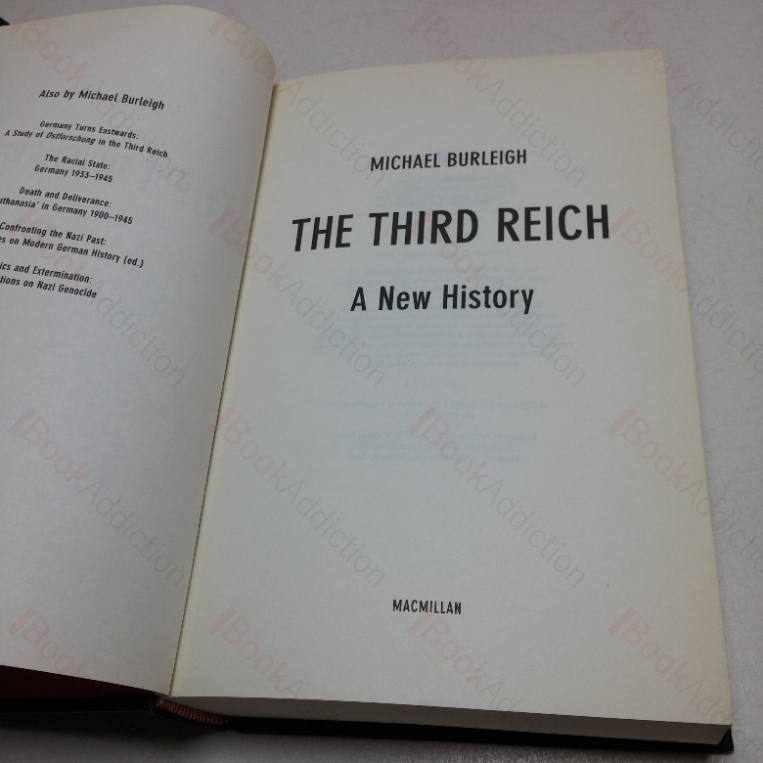 Also by Michael Burleigh
Germany Turns Eastwards:
A Study of Ostforschung in the Third Reich
The Racial State:
Germany 1933–1945
Death and Deliverance:
uthanasia' in Germany 1900–1945
Confronting the Nazi Past:
es on Modern German History (ed.)
ics and Extermination:
tions on Nazi Genocide
MICHAEL BURLEIGH
THE THIRD REICH
A New History
MACMILLAN
BookAddiction